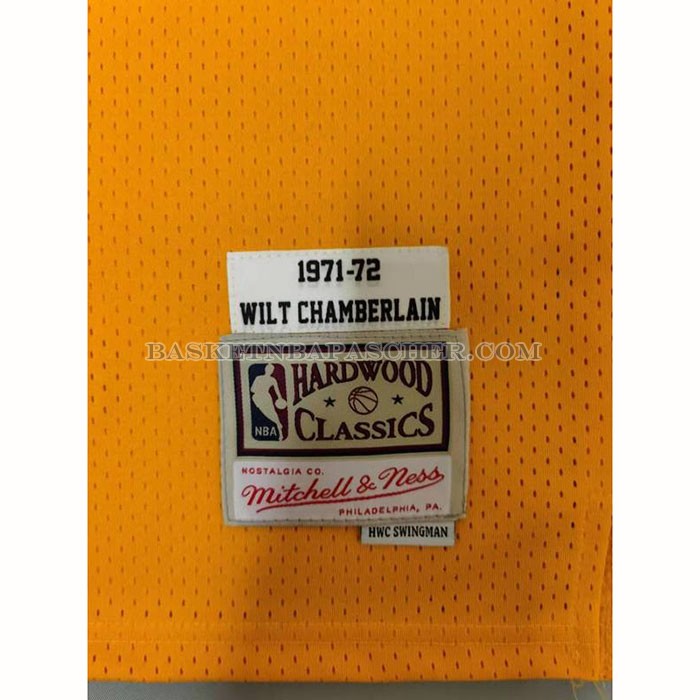 1971-72
WILT CHAMBERLAIN
BASKETNBAPASCHER.COM
HARDWOOD
NBA
CLASSICS
NOSTALGIA CO.
Mitchell & Ness
PHILADELPHIA, PA.
HWC SWINGMAN